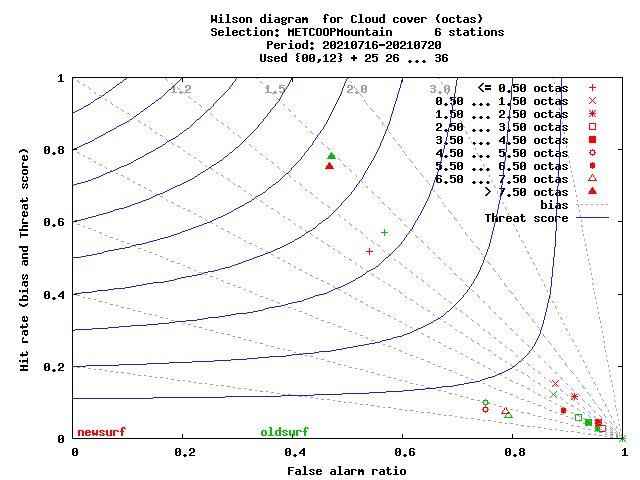 Wilson diagram  for Cloud cover (octas)
Selection: METCOOPMountain      6 stations
Period: 20210716-20210720
Used {00,12} + 25 26 ... 36
1.2 1.5 2.0 3.0
<= 0.50 octas
0.50 ... 1.50 octas
1.50 ... 2.50 octas
2.50 ... 3.50 octas
3.50 ... 4.50 octas
4.50 ... 5.50 octas
5.50 ... 6.50 octas
6.50 ... 7.50 octas
> 7.50 octas
bias
Threat score
Hit rate (bias and Threat score)
1
0.8
0.6
0.4
0.2
0
newsurf oldsurf
0 0.2 0.4 0.6 0.8 1
False alarm ratio